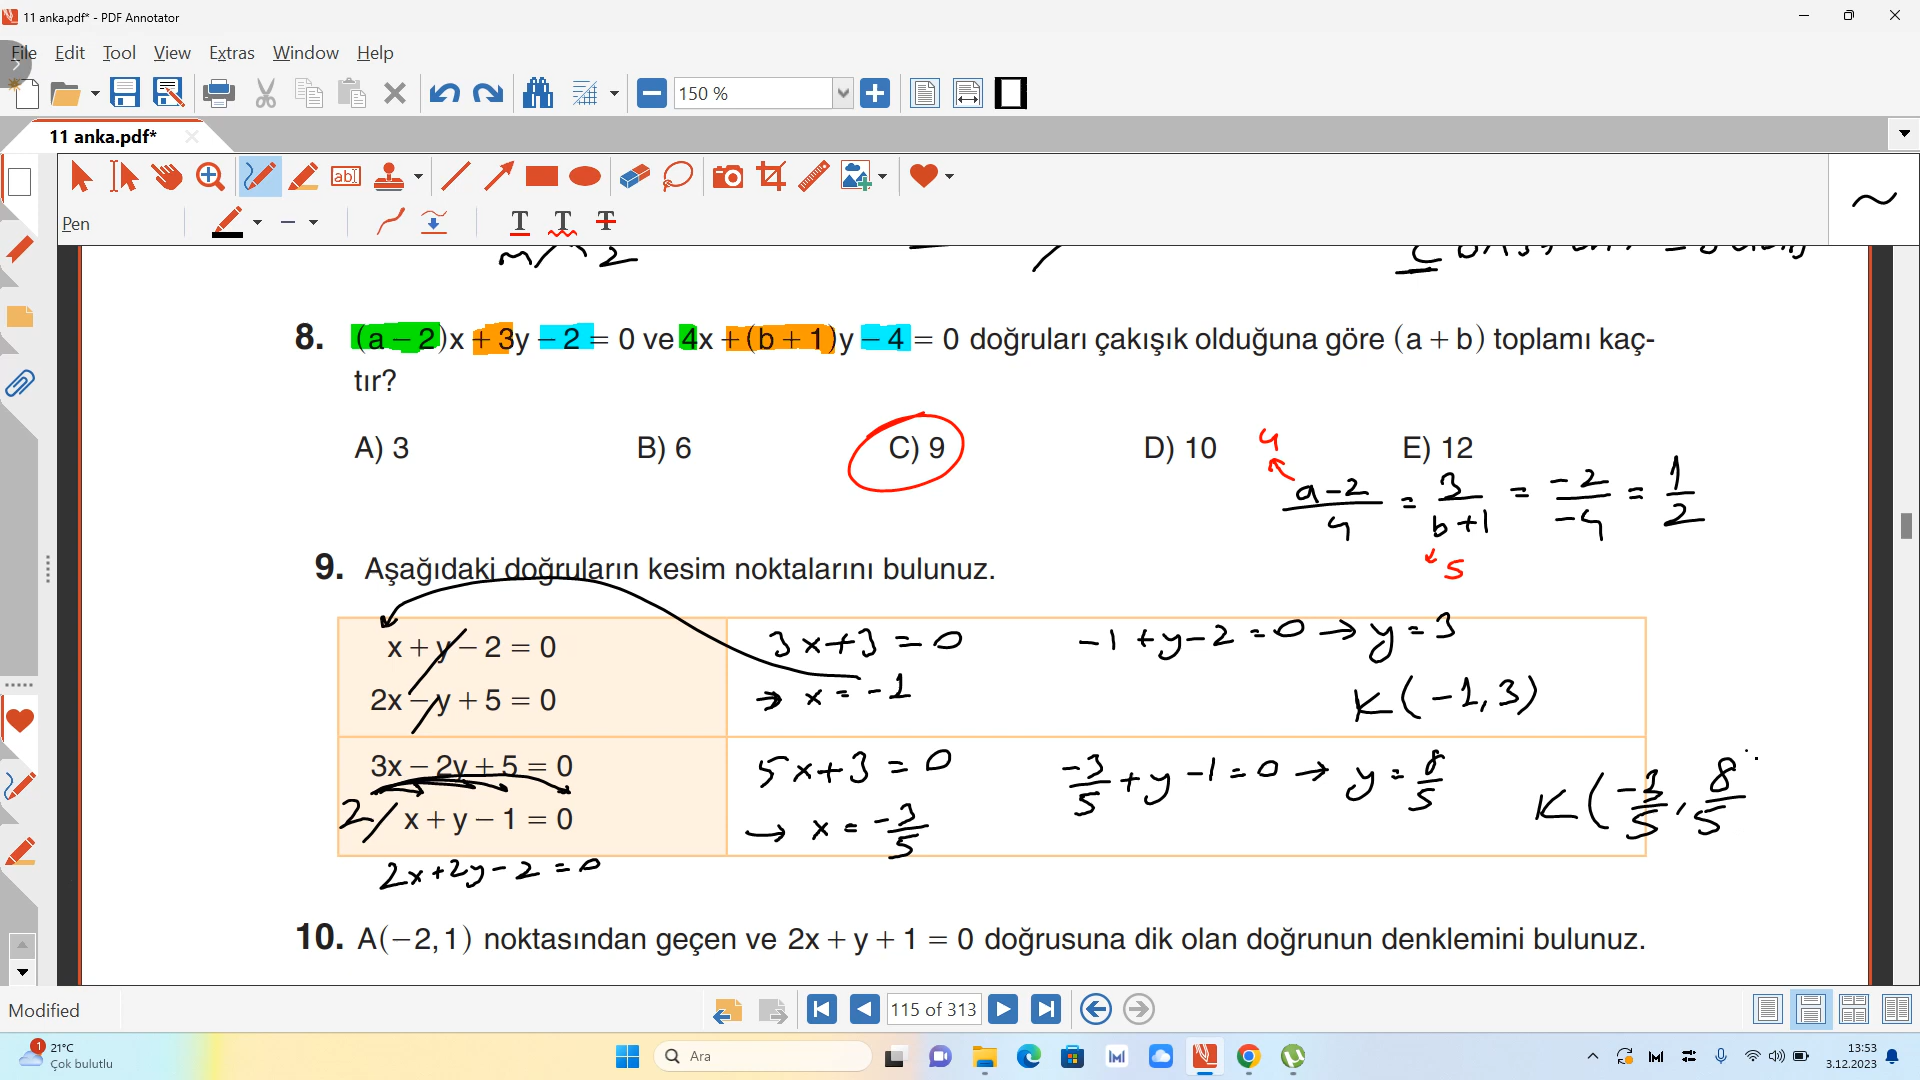 11 anka.pdf* - PDF Annotator
File Edit Tool View Extras Window Help
150 %
11 anka.pdf*
Pen
8. (a − 2)x + 3y − 2 = 0 ve 4x + (b + 1)y − 4 = 0 doğruları çakışık olduğuna göre (a + b) toplamı kaç-
tır?
A) 3 B) 6 C) 9 D) 10 E) 12
4
a-2/4 = 3/b+1 = -2/-4 = 1/2
5
9. Aşağıdaki doğruların kesim noktalarını bulunuz.
x + y − 2 = 0 3x+3 = 0 -1 +y-2 = 0 → y = 3
2x − y + 5 = 0 → x = -1 K(-1,3)
3x − 2y + 5 = 0 5x+3 = 0 -3/5 + y -1 = 0 → y = 8/5
2/ x + y − 1 = 0 → x = -3/5 K(-3/5, 8/5
2x+2y-2 = 0
10. A(−2, 1) noktasından geçen ve 2x + y + 1 = 0 doğrusuna dik olan doğrunun denklemini bulunuz.
Modified 115 of 313
1 21°C
Çok bulutlu
Ara
13:53
3.12.2023